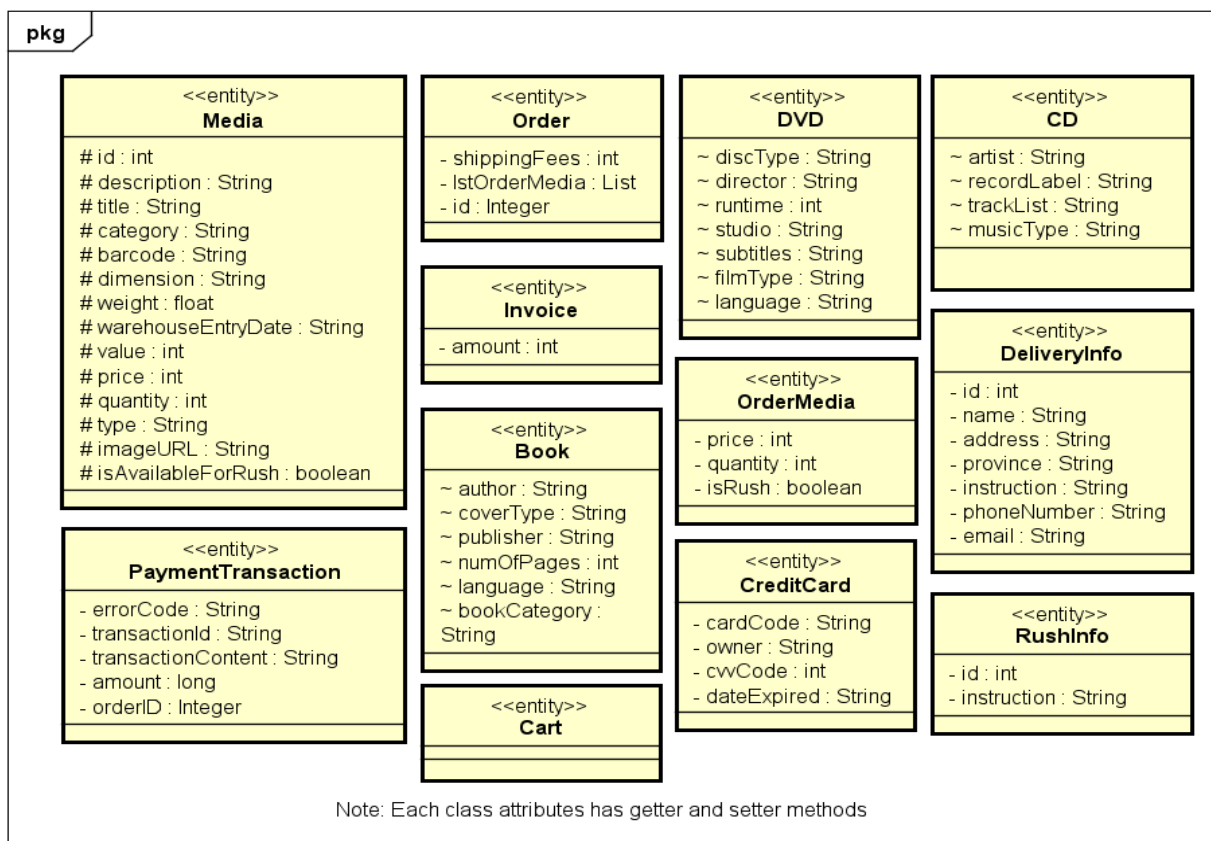 pkg
<<entity>>
Media
# id : int
# description : String
# title : String
# category : String
# barcode : String
# dimension : String
# weight : float
# warehouseEntryDate : String
# value : int
# price : int
# quantity : int
# type : String
# imageURL : String
# isAvailableForRush : boolean
<<entity>>
Order
- shippingFees : int
- lstOrderMedia : List
- id : Integer
<<entity>>
DVD
~ discType : String
~ director : String
~ runtime : int
~ studio : String
~ subtitles : String
~ filmType : String
~ language : String
<<entity>>
CD
~ artist : String
~ recordLabel : String
~ trackList : String
~ musicType : String
<<entity>>
Invoice
- amount : int
<<entity>>
DeliveryInfo
- id : int
- name : String
- address : String
- province : String
- instruction : String
- phoneNumber : String
- email : String
<<entity>>
OrderMedia
- price : int
- quantity : int
- isRush : boolean
<<entity>>
Book
~ author : String
~ coverType : String
~ publisher : String
~ numOfPages : int
~ language : String
~ bookCategory :
String
<<entity>>
PaymentTransaction
- errorCode : String
- transactionId : String
- transactionContent : String
- amount : long
- orderID : Integer
<<entity>>
CreditCard
- cardCode : String
- owner : String
- cvvCode : int
- dateExpired : String
<<entity>>
RushInfo
- id : int
- instruction : String
<<entity>>
Cart
Note: Each class attributes has getter and setter methods